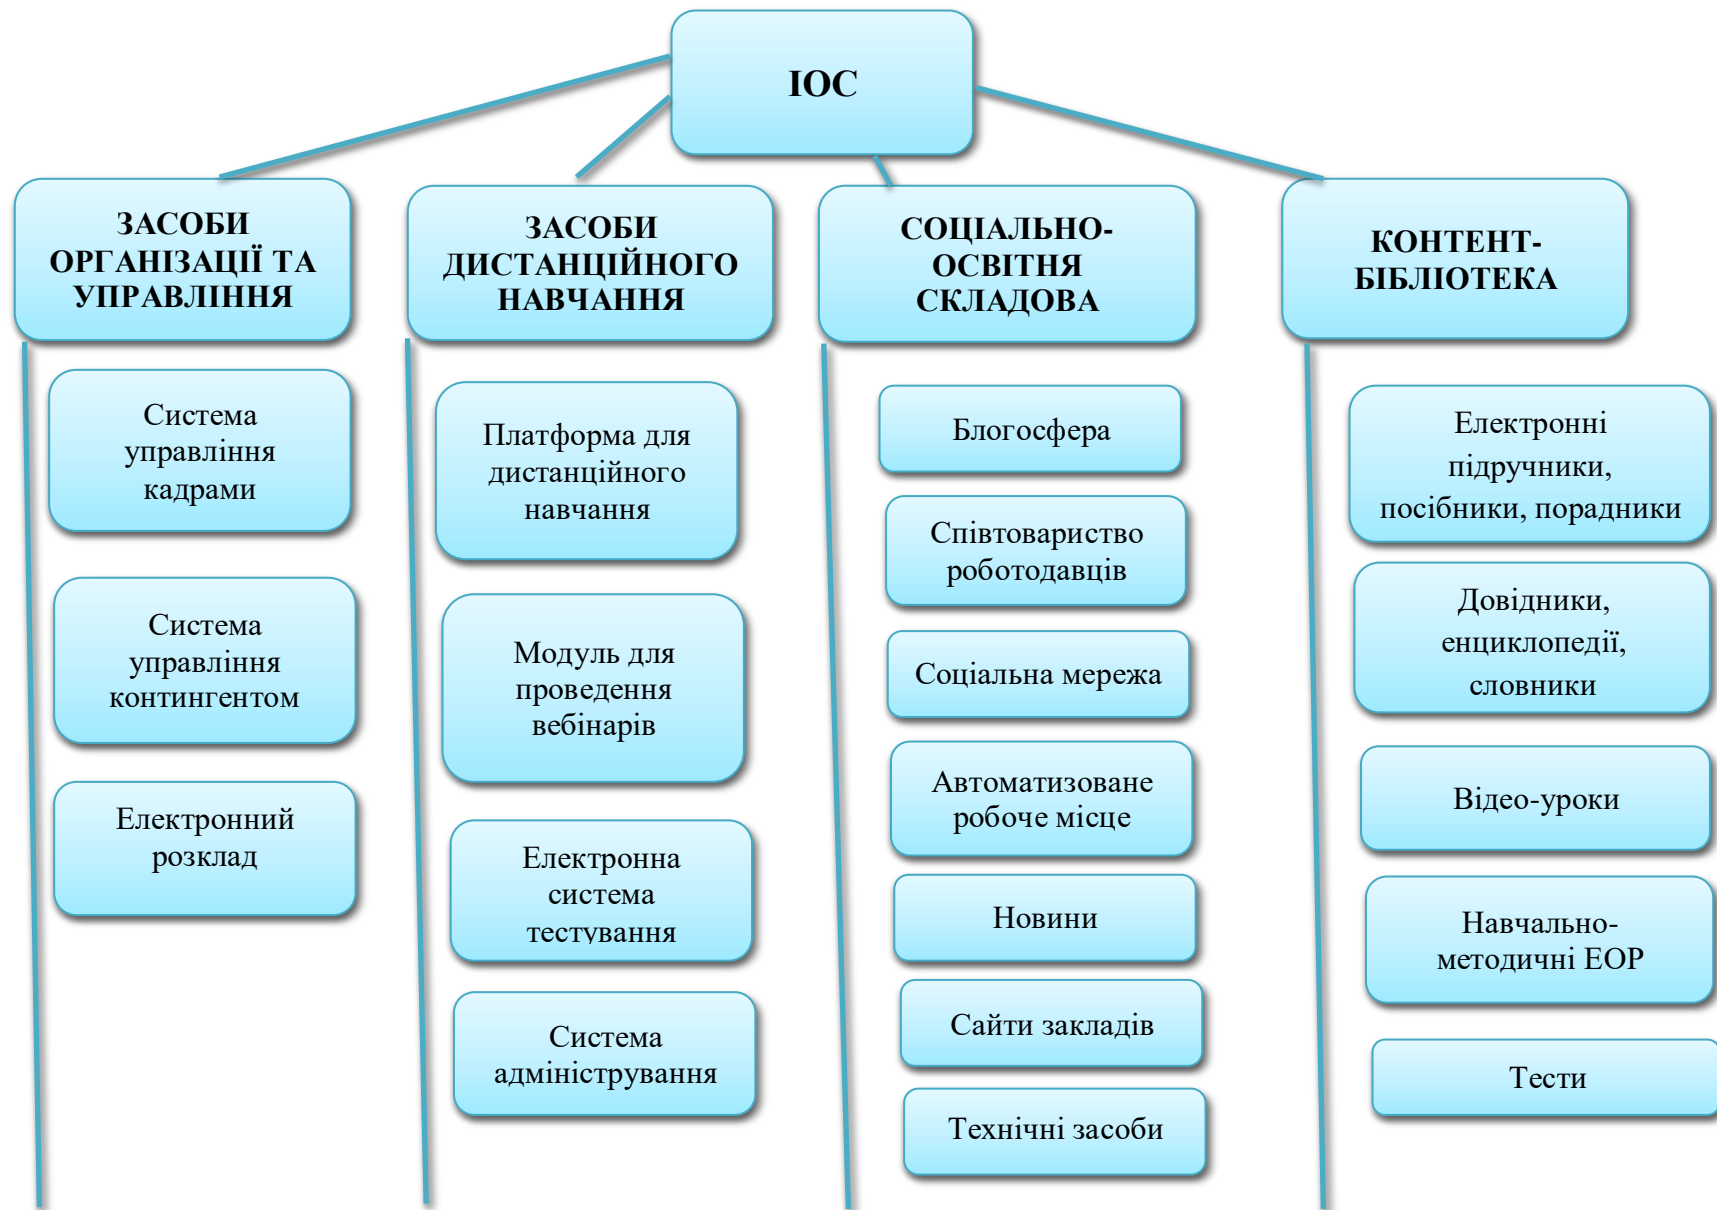 ІОС
ЗАСОБИ
ОРГАНІЗАЦІЇ ТА
УПРАВЛІННЯ
Система
управління
кадрами
Система
управління
контингентом
Електронний
розклад
ЗАСОБИ
ДИСТАНЦІЙНОГО
НАВЧАННЯ
Платформа для
дистанційного
навчання
Модуль для
проведення
вебінарів
Електронна
система
тестування
Система
адміністрування
СОЦІАЛЬНО-
ОСВІТНЯ
СКЛАДОВА
Блогосфера
Співтовариство
роботодавців
Соціальна мережа
Автоматизоване
робоче місце
Новини
Сайти закладів
Технічні засоби
КОНТЕНТ-
БІБЛІОТЕКА
Електронні
підручники,
посібники, порадники
Довідники,
енциклопедії,
словники
Відео-уроки
Навчально-
методичні ЕОР
Тести